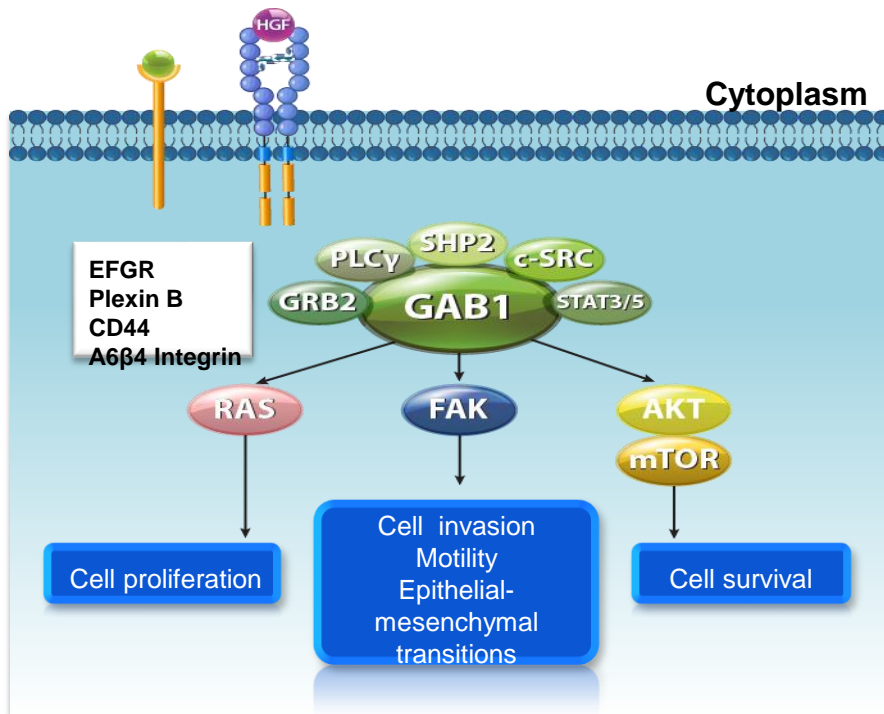 HGF
Cytoplasm
EFGR
Plexin B
CD44
A6β4 Integrin
PLCγ
SHP2
c-SRC
GRB2
GAB1
STAT3/5
RAS
FAK
AKT
mTOR
Cell proliferation
Cell invasion
Motility
Epithelial-
mesenchymal
transitions
Cell survival